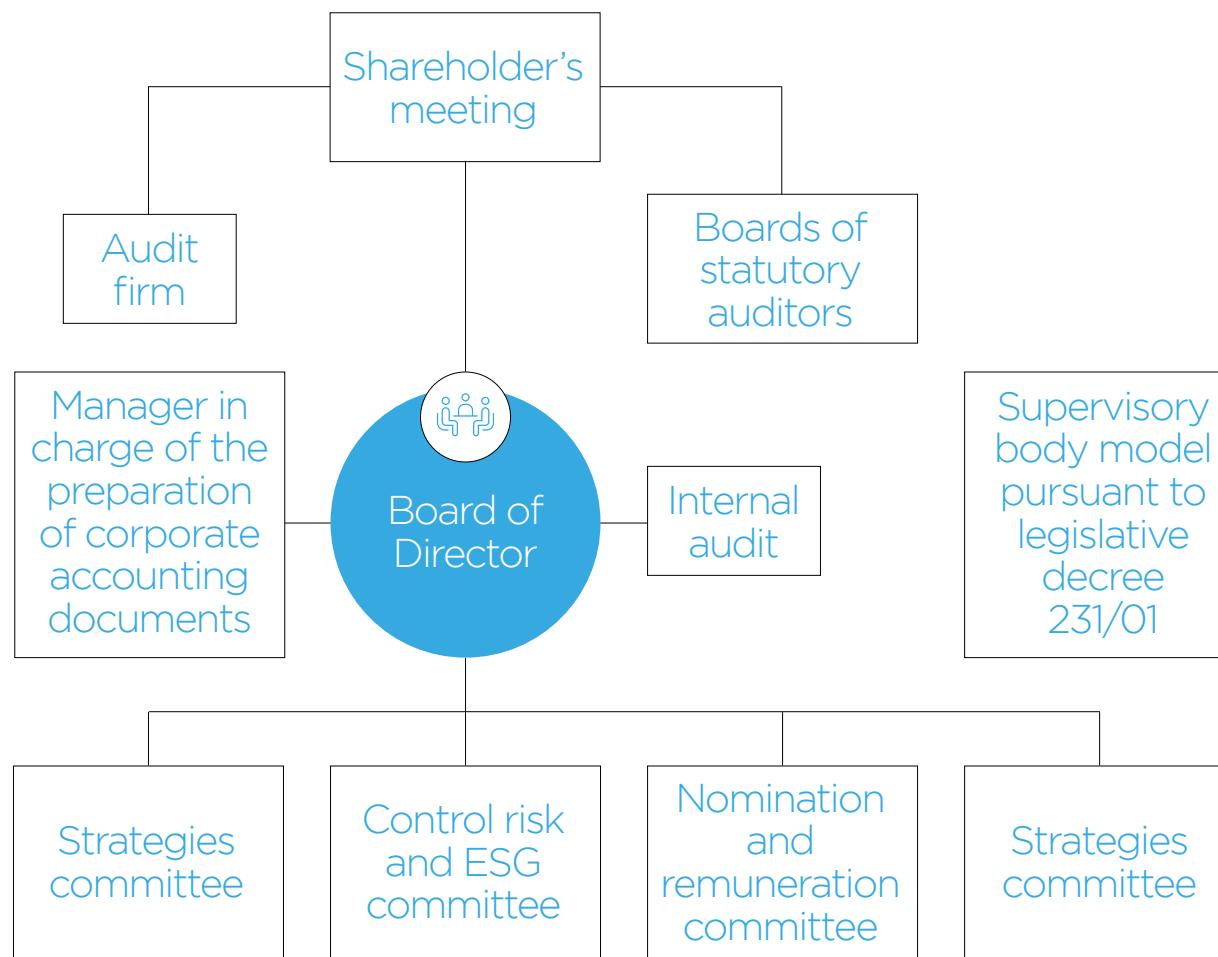 Shareholder’s
meeting
Audit
firm
Boards of
statutory
auditors
Manager in
charge of the
preparation
of corporate
accounting
documents
Board of
Director
Internal
audit
Supervisory
body model
pursuant to
legislative
decree
231/01
Strategies
committee
Control risk
and ESG
committee
Nomination
and
remuneration
committee
Strategies
committee